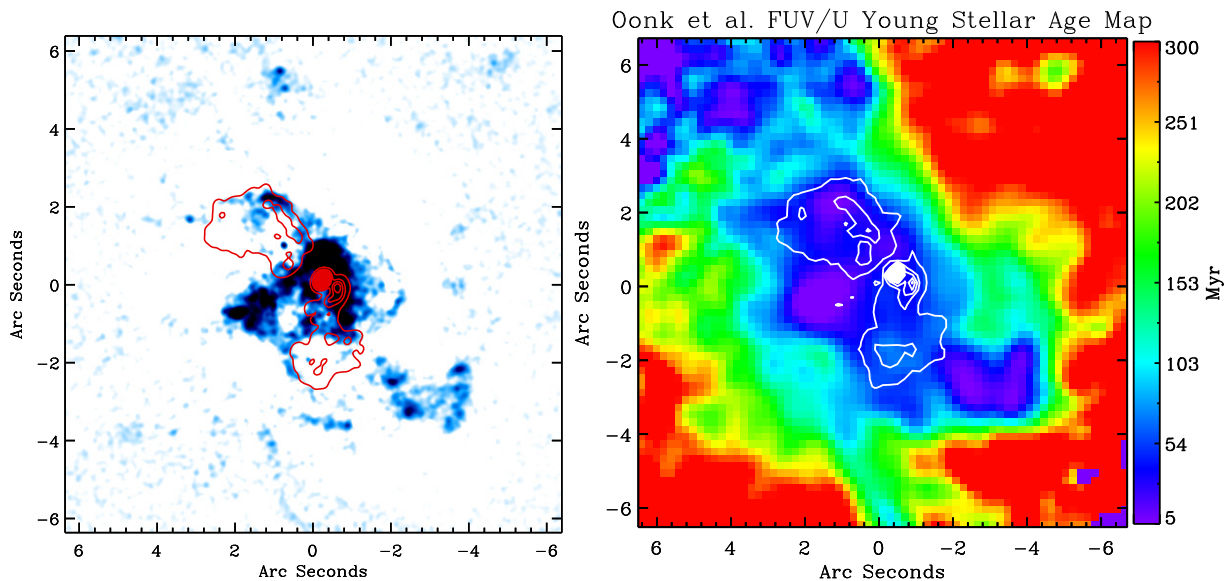 Oonk et al. FUV/U Young Stellar Age Map
6
4
2
0
−2
−4
−6
Arc Seconds
6 4 2 0 −2 −4 −6
Arc Seconds
6
4
2
0
−2
−4
−6
Arc Seconds
6 4 2 0 −2 −4 −6
Arc Seconds
300
251
202
153
103
54
5
Myr